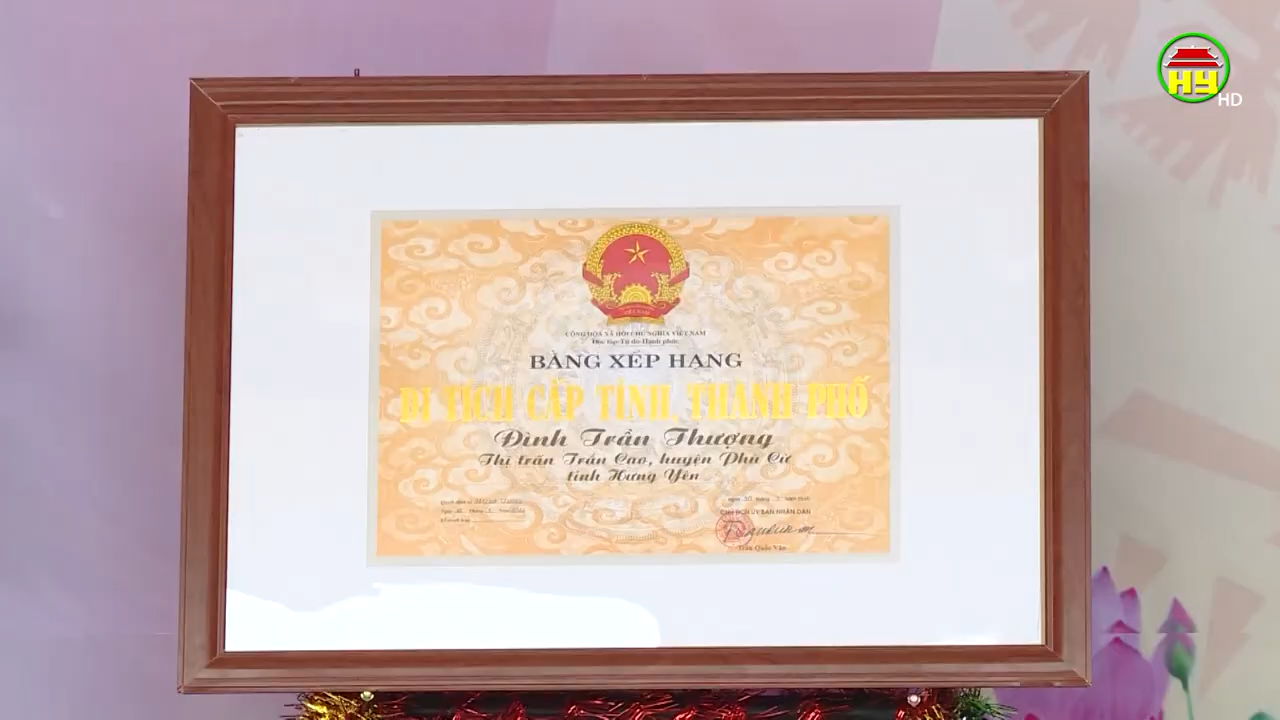 HY
HD
VIỆT NAM
CỘNG HÒA XÃ HỘI CHỦ NGHĨA VIỆT NAM
Độc lập-Tự do-Hạnh phúc
BẰNG XẾP HẠNG
DI TÍCH CẤP TỈNH, THÀNH PHỐ
Đình Trần Thượng
Thị trấn Trần Cao, huyện Phù Cừ
tỉnh Hưng Yên
CHỦ TỊCH ỦY BAN NHÂN DÂN
Trần Quốc Văn